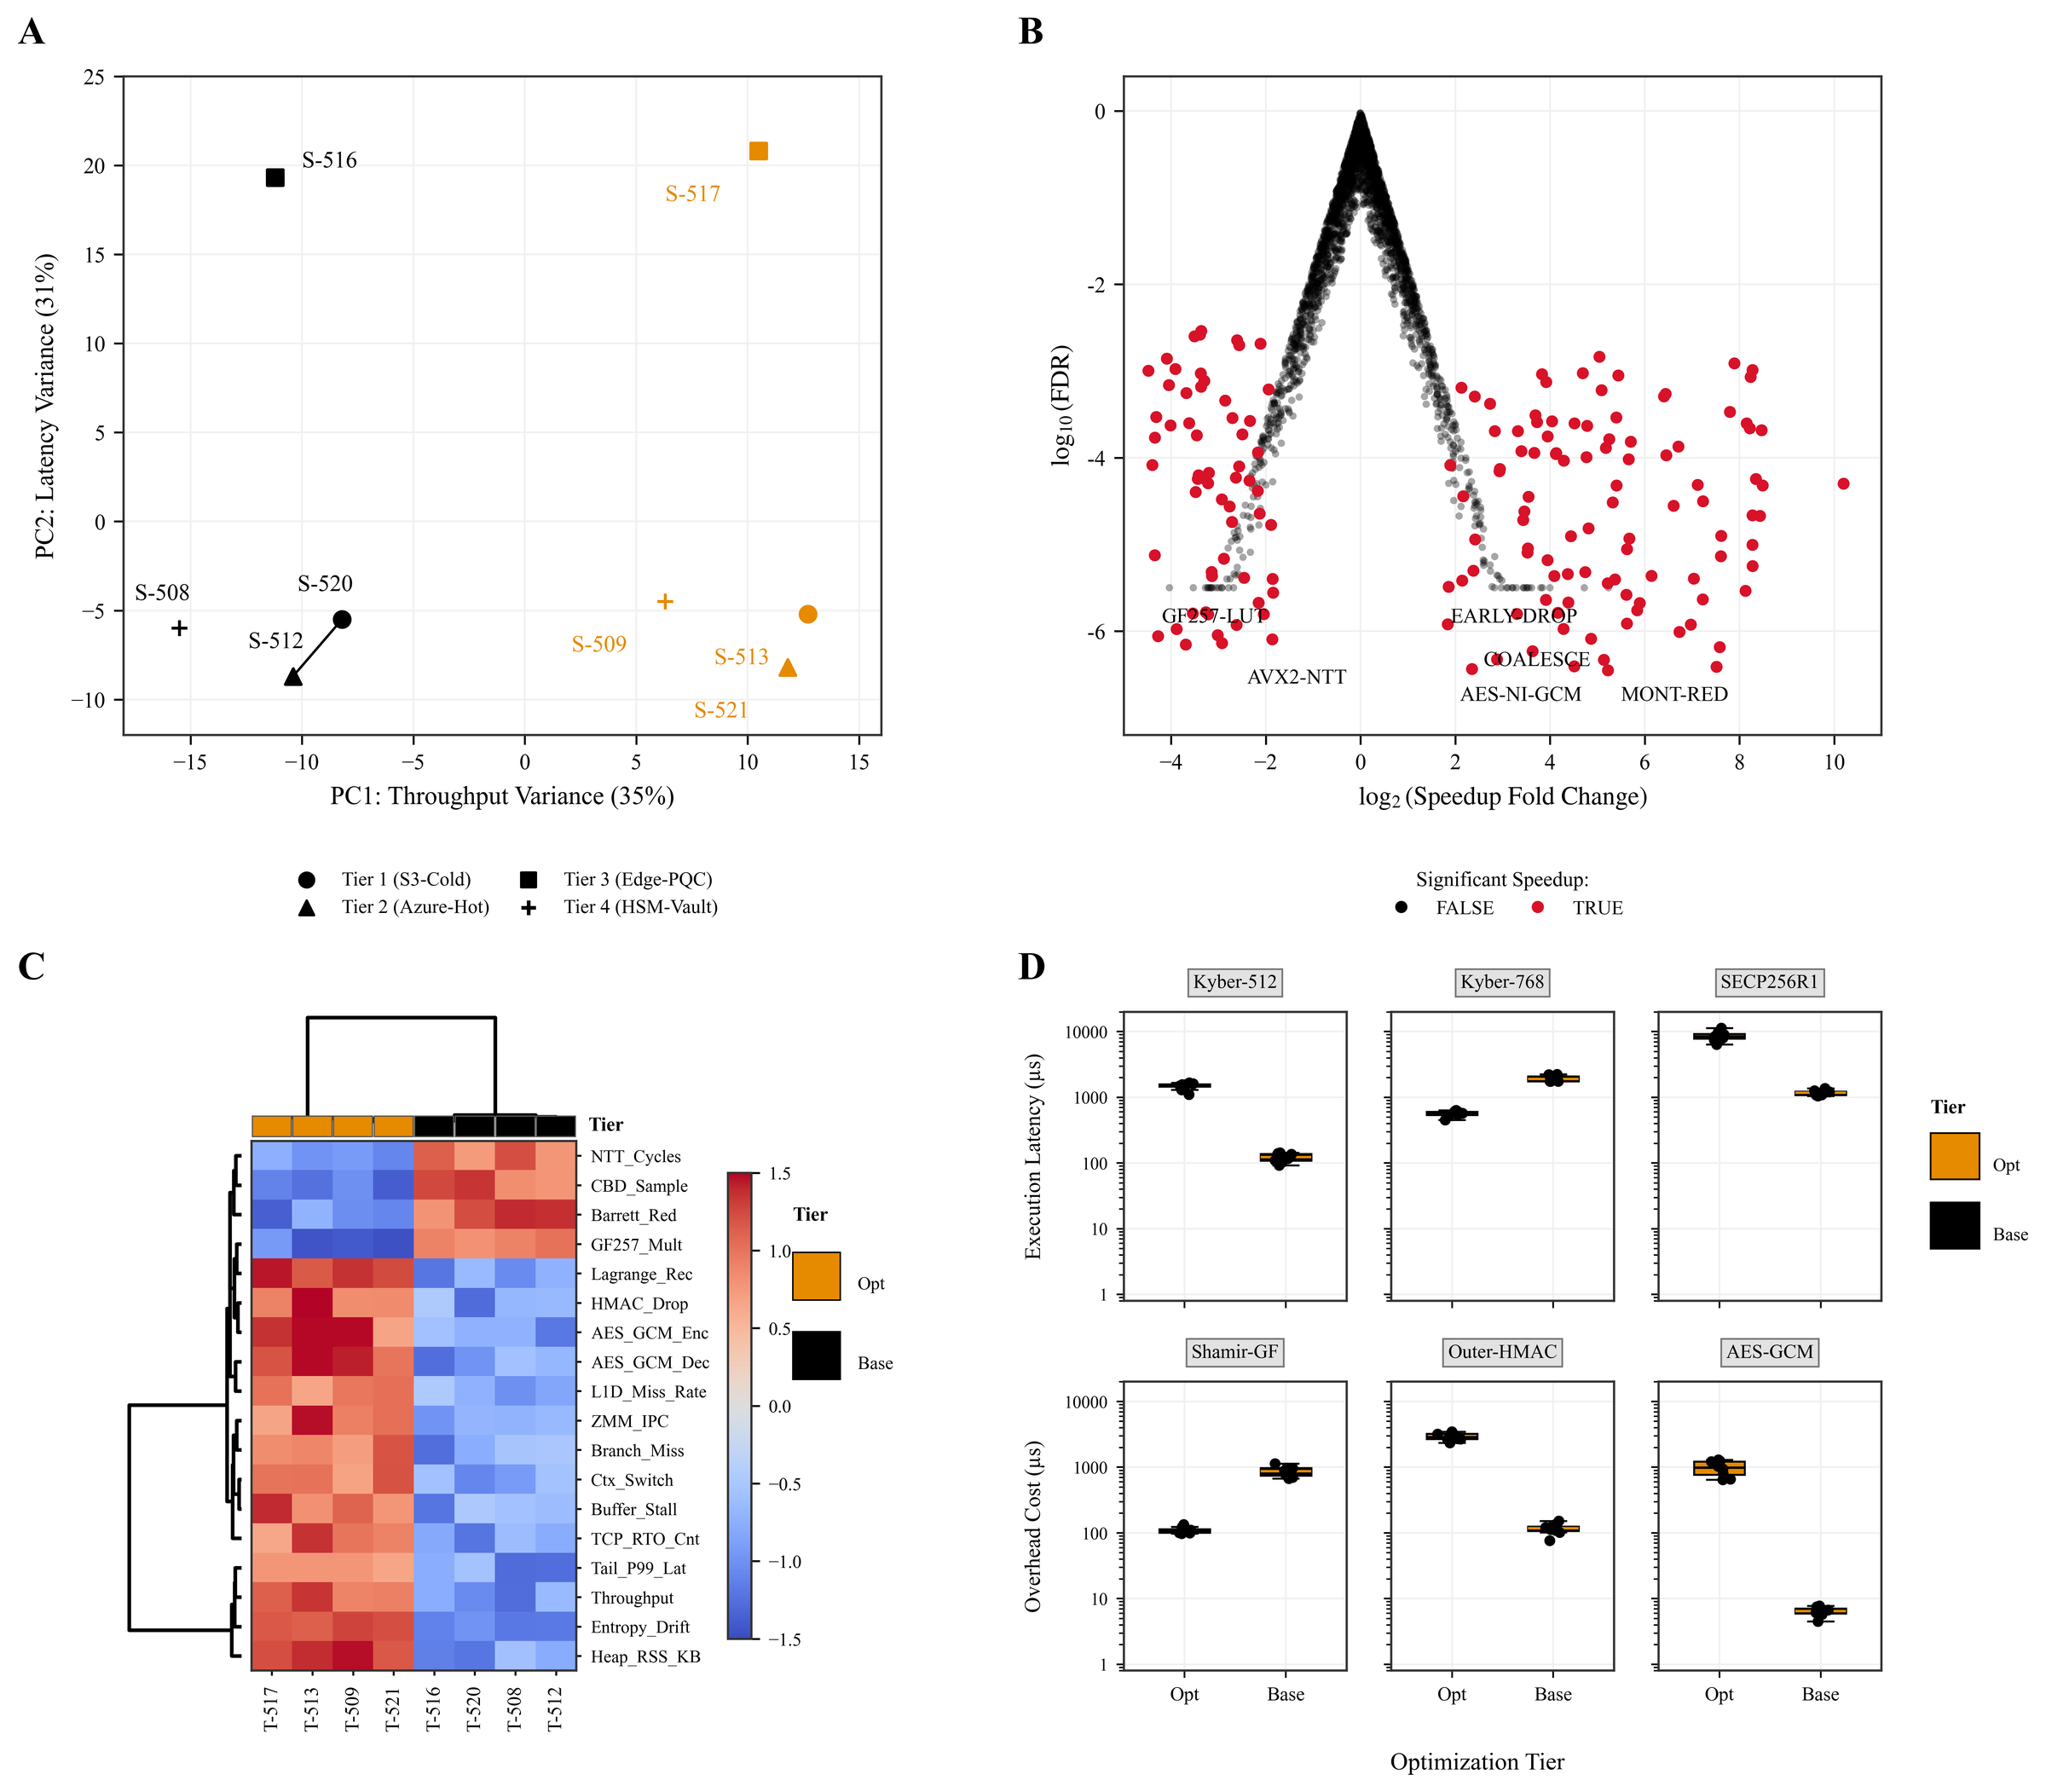 A
25
20
15
10
5
0
−5
−10
PC2: Latency Variance (31%)
S-516
S-517
S-508
S-520
S-512
S-509
S-513
S-521
−15
−10
−5
0
5
10
15
PC1: Throughput Variance (35%)
Tier 1 (S3-Cold)
Tier 2 (Azure-Hot)
Tier 3 (Edge-PQC)
Tier 4 (HSM-Vault)
B
0
-2
-4
-6
log10 (FDR)
GF257-LUT
EARLY-DROP
COALESCE
AVX2-NTT
AES-NI-GCM
MONT-RED
−4
−2
0
2
4
6
8
10
log2 (Speedup Fold Change)
Significant Speedup:
FALSE
TRUE
C
Tier
NTT_Cycles
CBD_Sample
Barrett_Red
GF257_Mult
Lagrange_Rec
HMAC_Drop
AES_GCM_Enc
AES_GCM_Dec
L1D_Miss_Rate
ZMM_IPC
Branch_Miss
Ctx_Switch
Buffer_Stall
TCP_RTO_Cnt
Tail_P99_Lat
Throughput
Entropy_Drift
Heap_RSS_KB
T-517
T-513
T-509
T-521
T-516
T-520
T-508
T-512
1.5
1.0
0.5
0.0
−0.5
−1.0
−1.5
Tier
Opt
Base
D
Kyber-512
Kyber-768
SECP256R1
10000
1000
100
10
1
Execution Latency (μs)
Shamir-GF
Outer-HMAC
AES-GCM
10000
1000
100
10
1
Overhead Cost (μs)
Opt
Base
Opt
Base
Opt
Base
Optimization Tier
Tier
Opt
Base